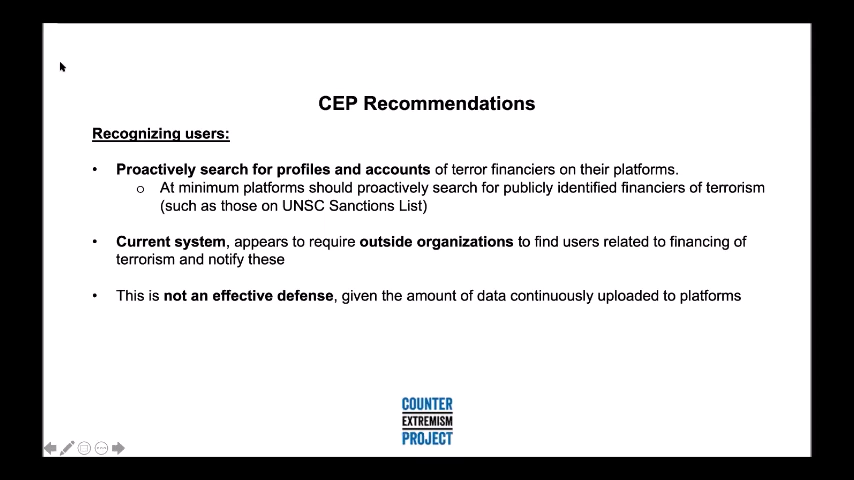 CEP Recommendations
Recognizing users:
• Proactively search for profiles and accounts of terror financiers on their platforms.
o At minimum platforms should proactively search for publicly identified financiers of terrorism
(such as those on UNSC Sanctions List)
• Current system, appears to require outside organizations to find users related to financing of
terrorism and notify these
• This is not an effective defense, given the amount of data continuously uploaded to platforms
COUNTER
EXTREMISM
PROJECT